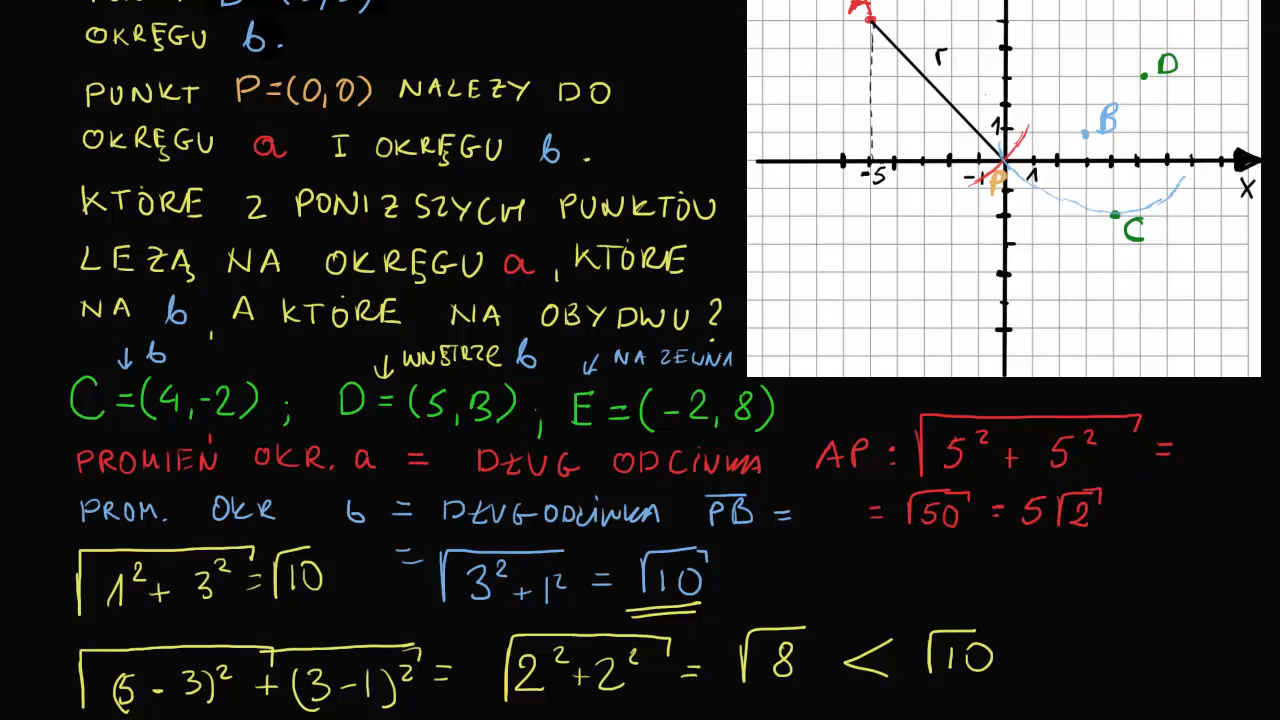 OKRĘGU b.
PUNKT P=(0,0) NALEŻY DO
OKRĘGU a I OKRĘGU b.
KTÓRE Z PONIŻSZYCH PUNKTÓW
LEŻĄ NA OKRĘGU a, KTÓRE
NA b, A KTÓRE NA OBYDWU?
↓ b ↓ WNĘTRZE b ↙ NA ZEWNĄ
C=(4,-2); D=(5,3); E=(-2,8)
PROMIEŃ OKR. a = DŁUG ODCINKA AP: √(5² + 5²) =
= √50 = 5√2
PROM. OKR b = DŁUG ODCINKA PB =
= √(3²+1²) = √10
√(1²+3²) = √10
√((5-3)²+(3-1)²) = √(2²+2²) = √8 < √10
A
r
D
B
1
-5
-1
P
1
X
C